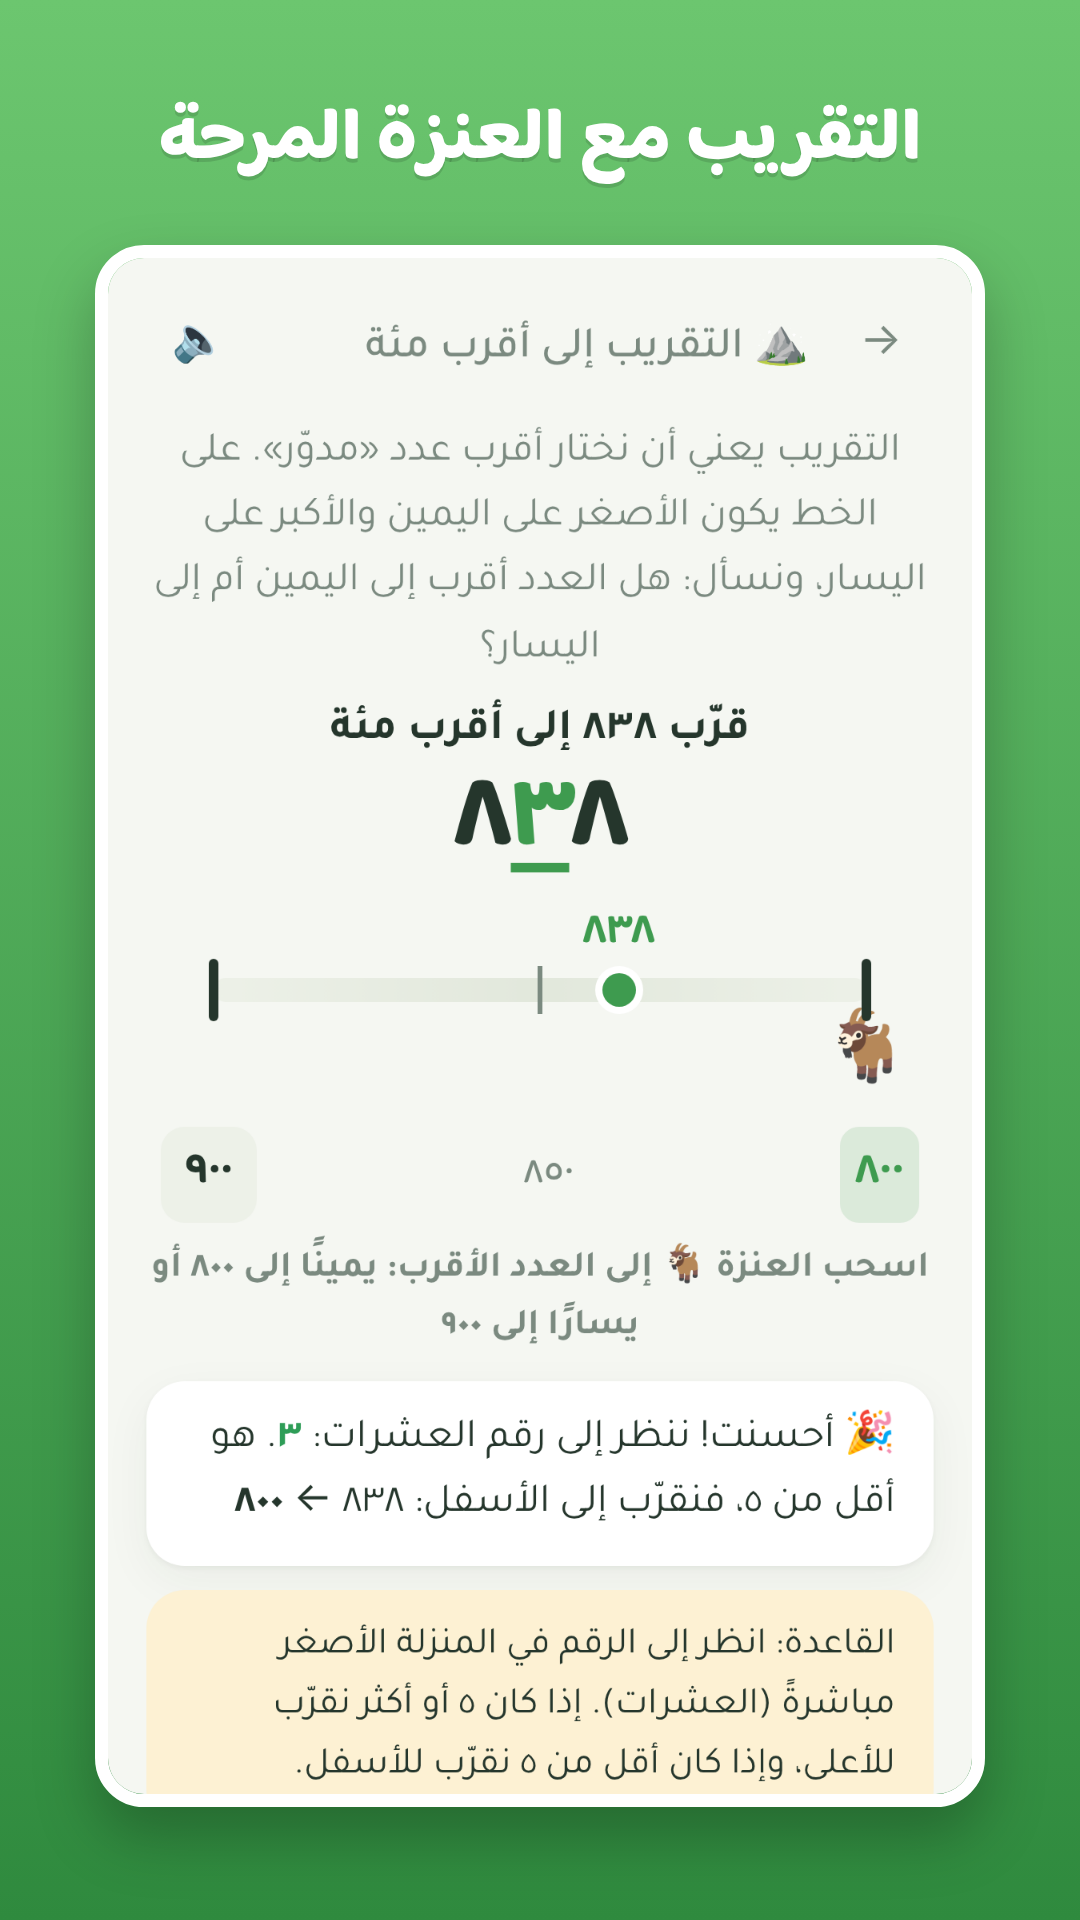 التقريب مع العنزة المرحة
→ ⛰️ التقريب إلى أقرب مئة 🔈
التقريب يعني أن نختار أقرب عدد «مدوّر». على
الخط يكون الأصغر على اليمين والأكبر على
اليسار، ونسأل: هل العدد أقرب إلى اليمين أم إلى
اليسار؟
قرّب ٨٣٨ إلى أقرب مئة
٨٣٨
٨٣٨
٨٠٠
٨٥٠
٩٠٠
اسحب العنزة 🐐 إلى العدد الأقرب: يمينًا إلى ٨٠٠ أو
يسارًا إلى ٩٠٠
🎉 أحسنت! ننظر إلى رقم العشرات: ٣. هو
أقل من ٥، فنقرّب إلى الأسفل: ٨٣٨ ← ٨٠٠
القاعدة: انظر إلى الرقم في المنزلة الأصغر
مباشرةً (العشرات). إذا كان ٥ أو أكثر نقرّب
للأعلى، وإذا كان أقل من ٥ نقرّب للأسفل.